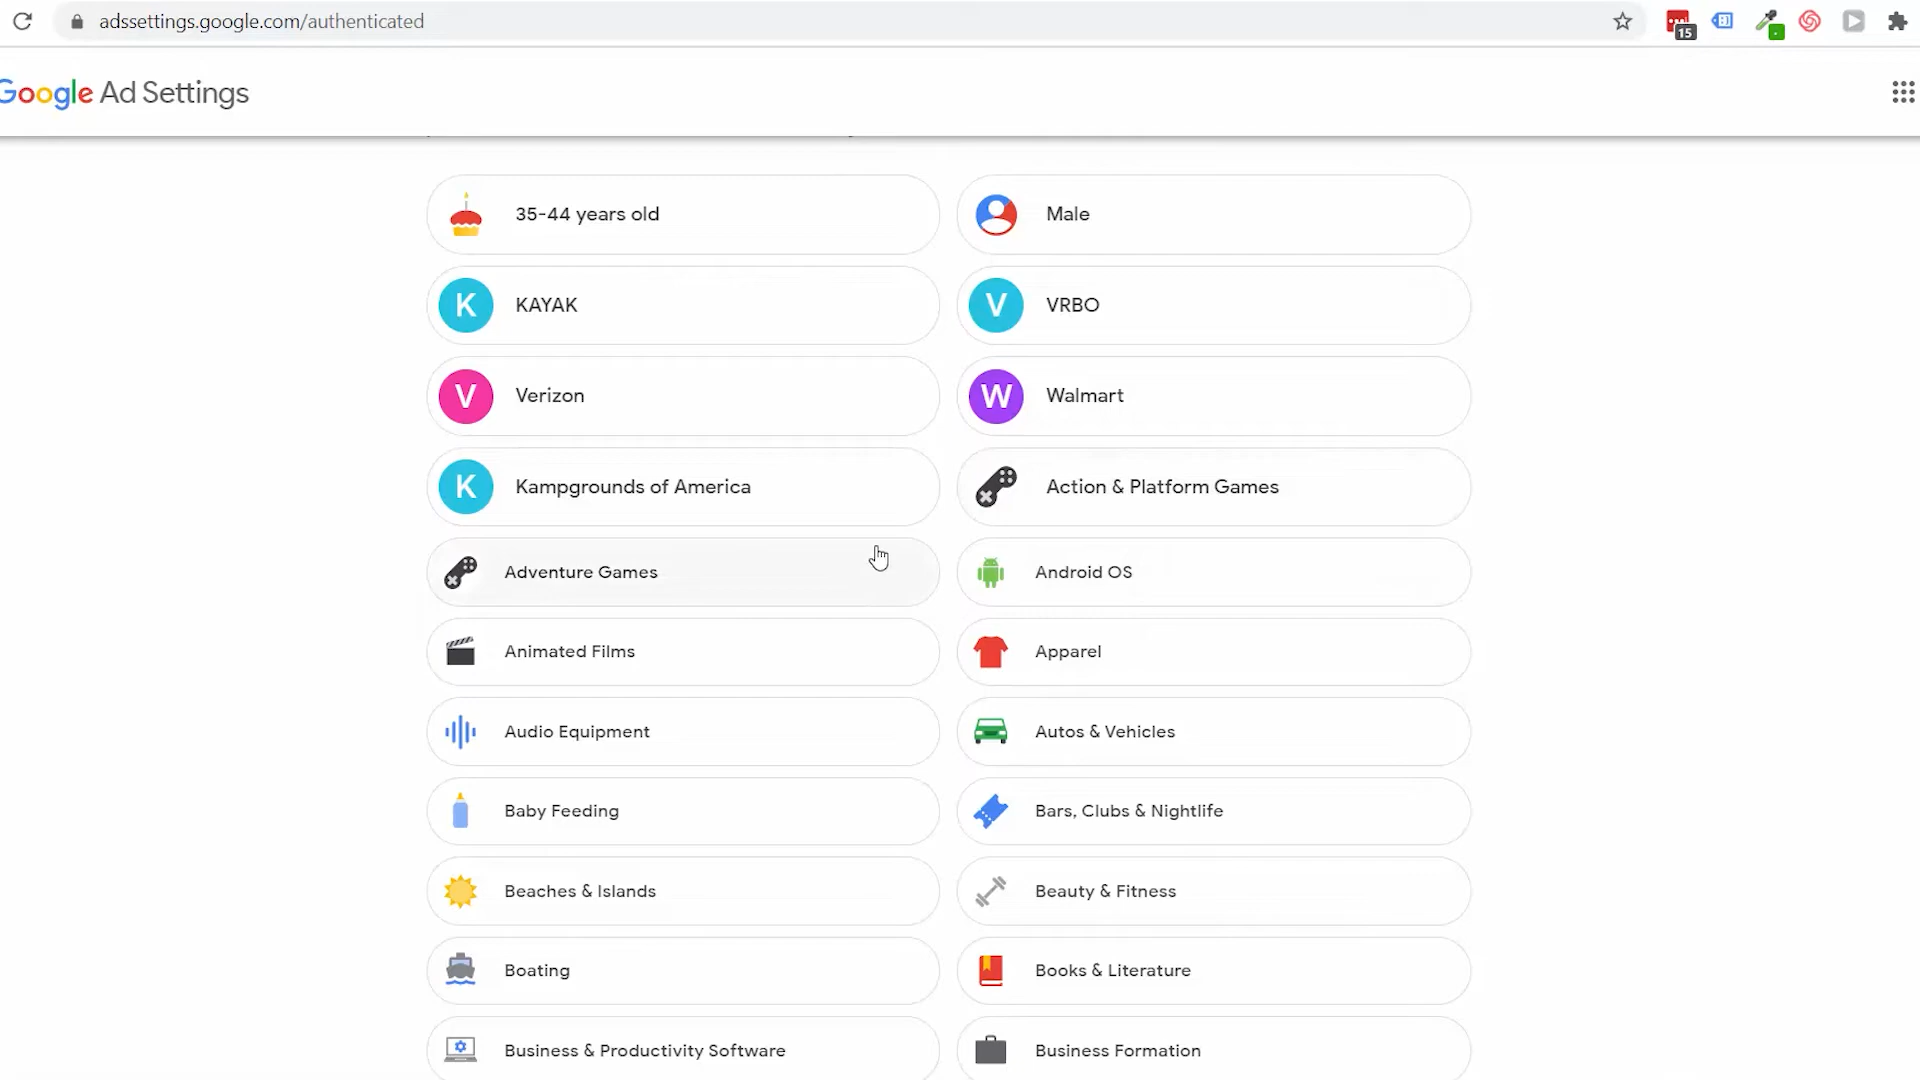 adssettings.google.com/authenticated
15
Google Ad Settings
35-44 years old
Male
K
KAYAK
V
VRBO
V
Verizon
W
Walmart
K
Kampgrounds of America
Action & Platform Games
Adventure Games
Android OS
Animated Films
Apparel
Audio Equipment
Autos & Vehicles
Baby Feeding
Bars, Clubs & Nightlife
Beaches & Islands
Beauty & Fitness
Boating
Books & Literature
Business & Productivity Software
Business Formation